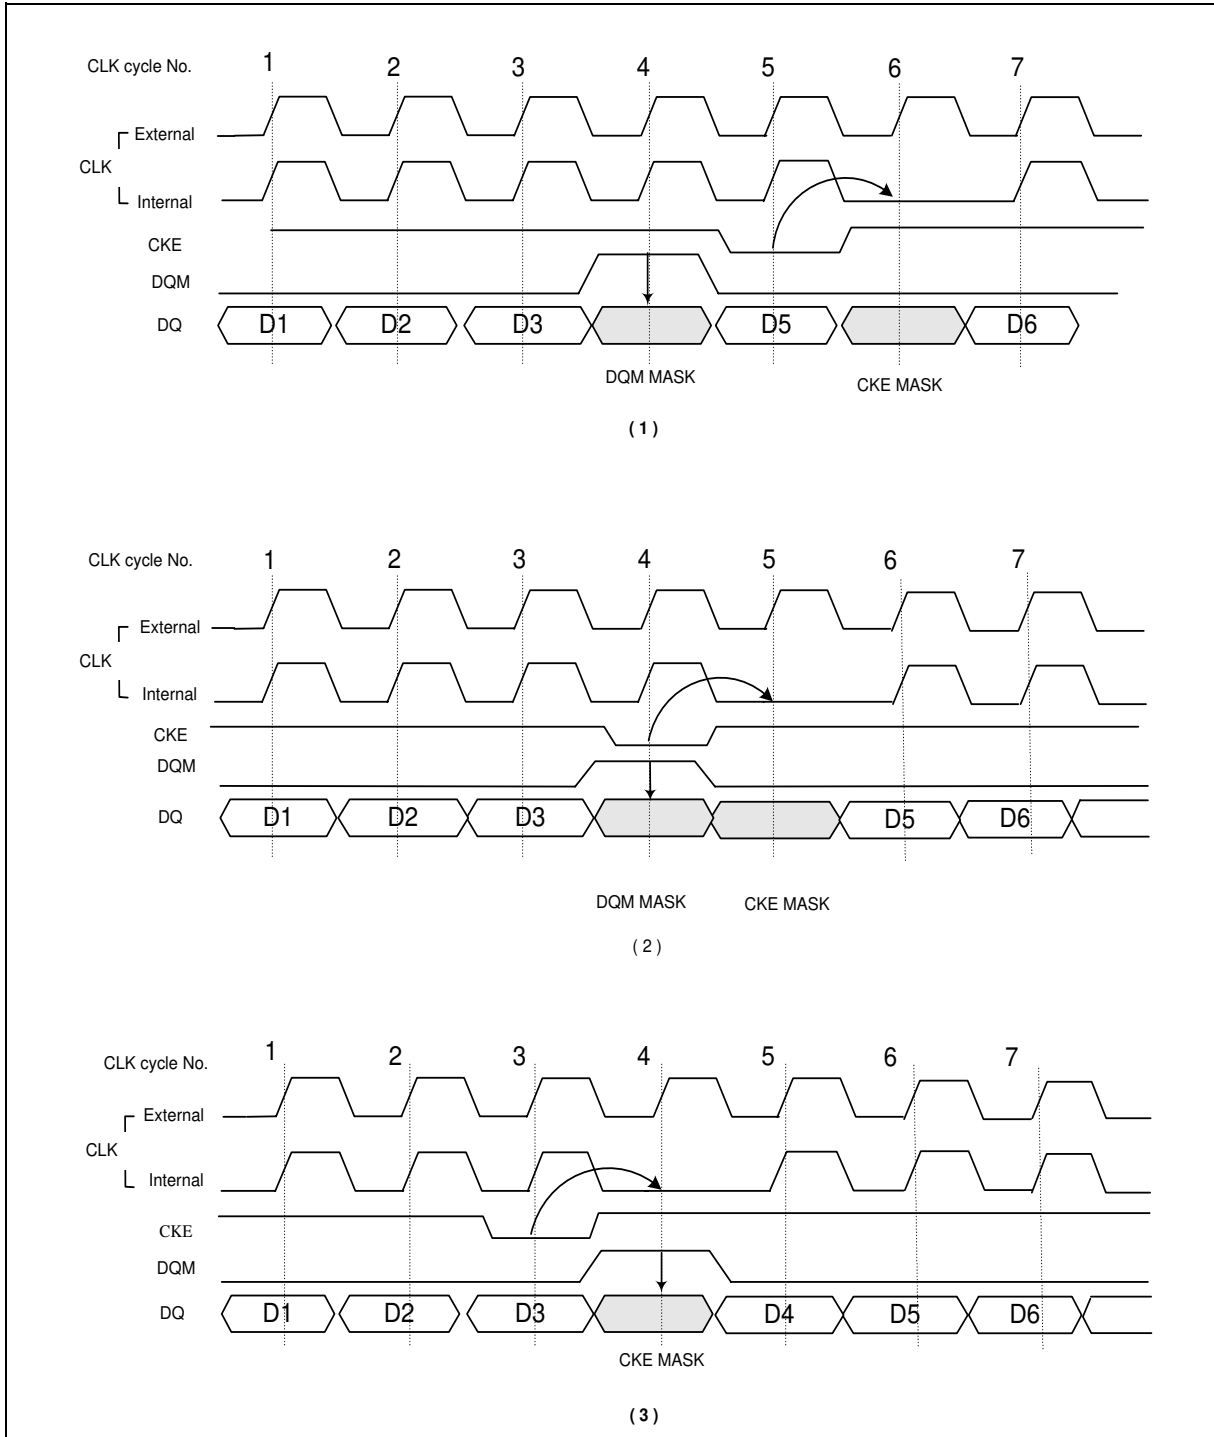 CLK cycle No. 1 2 3 4 5 6 7
External
CLK
Internal
CKE
DQM
DQ D1 D2 D3 D5 D6
DQM MASK CKE MASK
( 1 )
CLK cycle No. 1 2 3 4 5 6 7
External
CLK
Internal
CKE
DQM
DQ D1 D2 D3 D5 D6
DQM MASK CKE MASK
( 2 )
CLK cycle No. 1 2 3 4 5 6 7
External
CLK
Internal
CKE
DQM
DQ D1 D2 D3 D4 D5 D6
CKE MASK
( 3 )